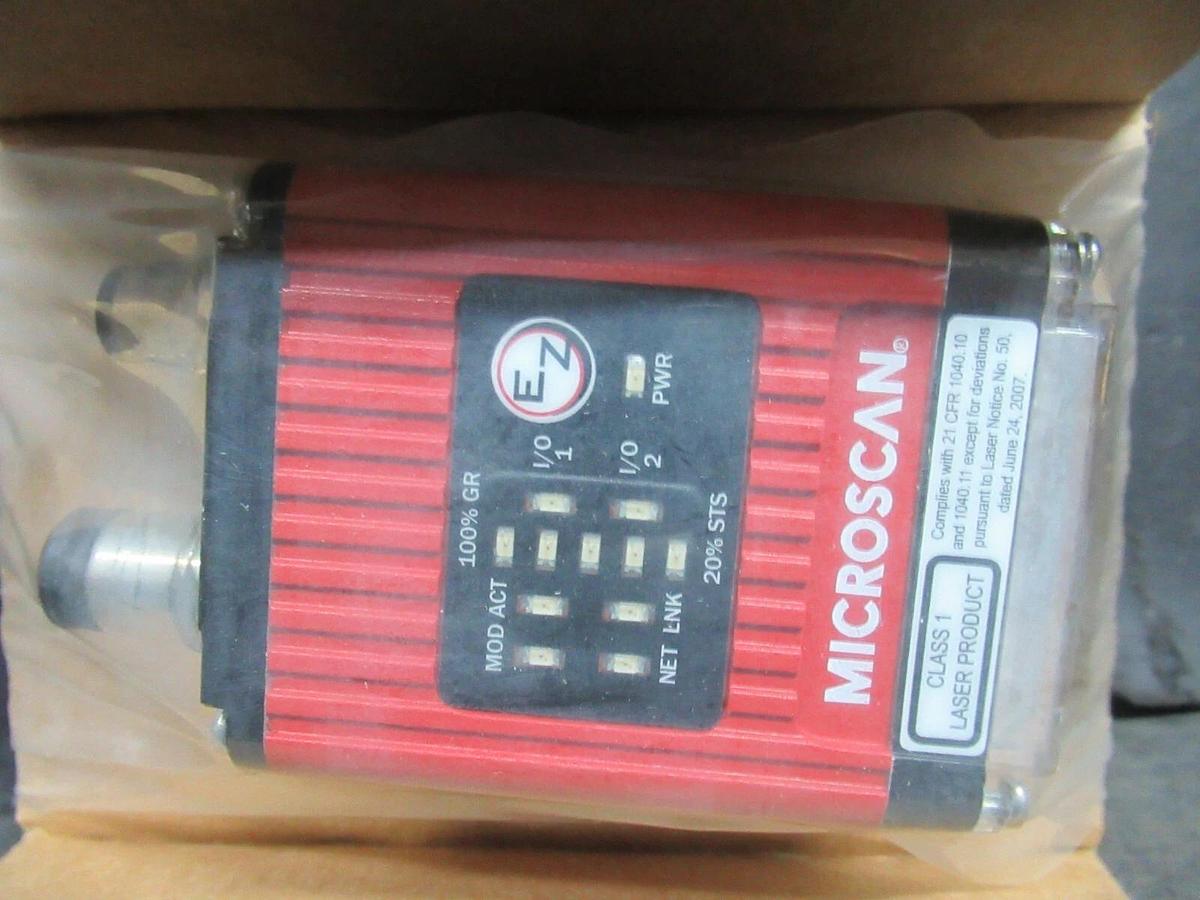 EZ
PWR
I/O
1
I/O
2
100% GR
20% STS
MOD ACT
NET LNK
MICROSCAN®
CLASS 1
LASER PRODUCT
Complies with 21 CFR 1040.10
and 1040.11 except for deviations
pursuant to Laser Notice No. 50,
dated June 24, 2007.